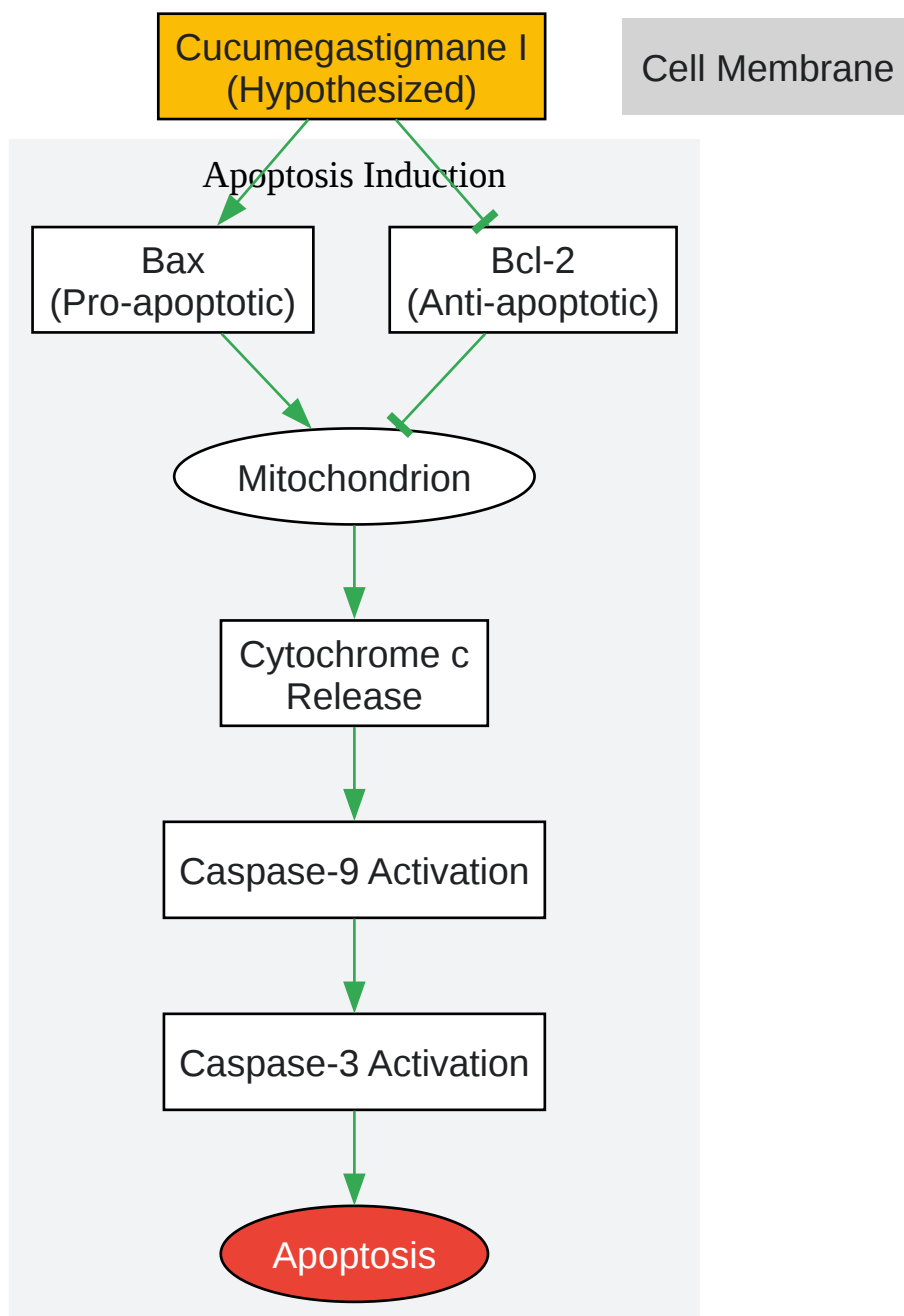 Cucumegastigmane I
(Hypothesized)
Cell Membrane
Apoptosis Induction
Bax
(Pro-apoptotic)
Bcl-2
(Anti-apoptotic)
Mitochondrion
Cytochrome c
Release
Caspase-9 Activation
Caspase-3 Activation
Apoptosis